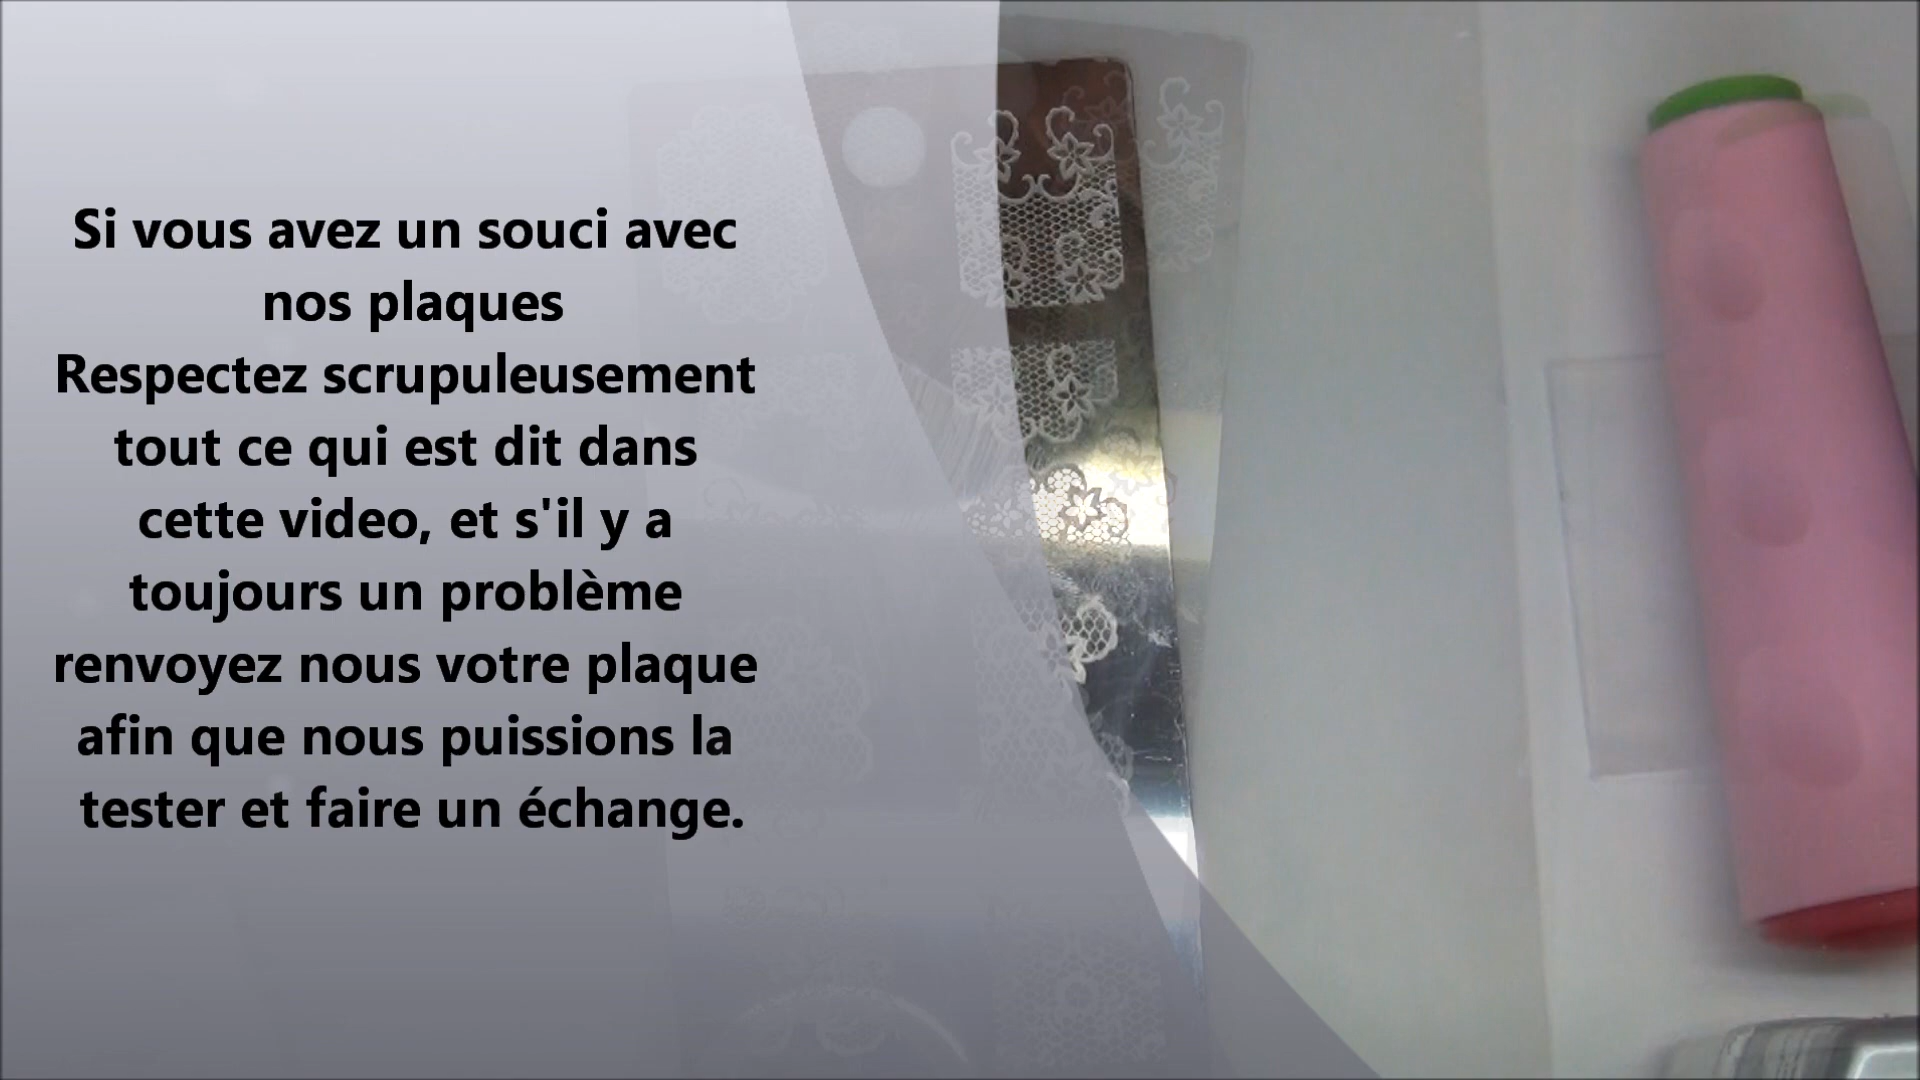 Si vous avez un souci avec
nos plaques
Respectez scrupuleusement
tout ce qui est dit dans
cette video, et s'il y a
toujours un problème
renvoyez nous votre plaque
afin que nous puissions la
tester et faire un échange.